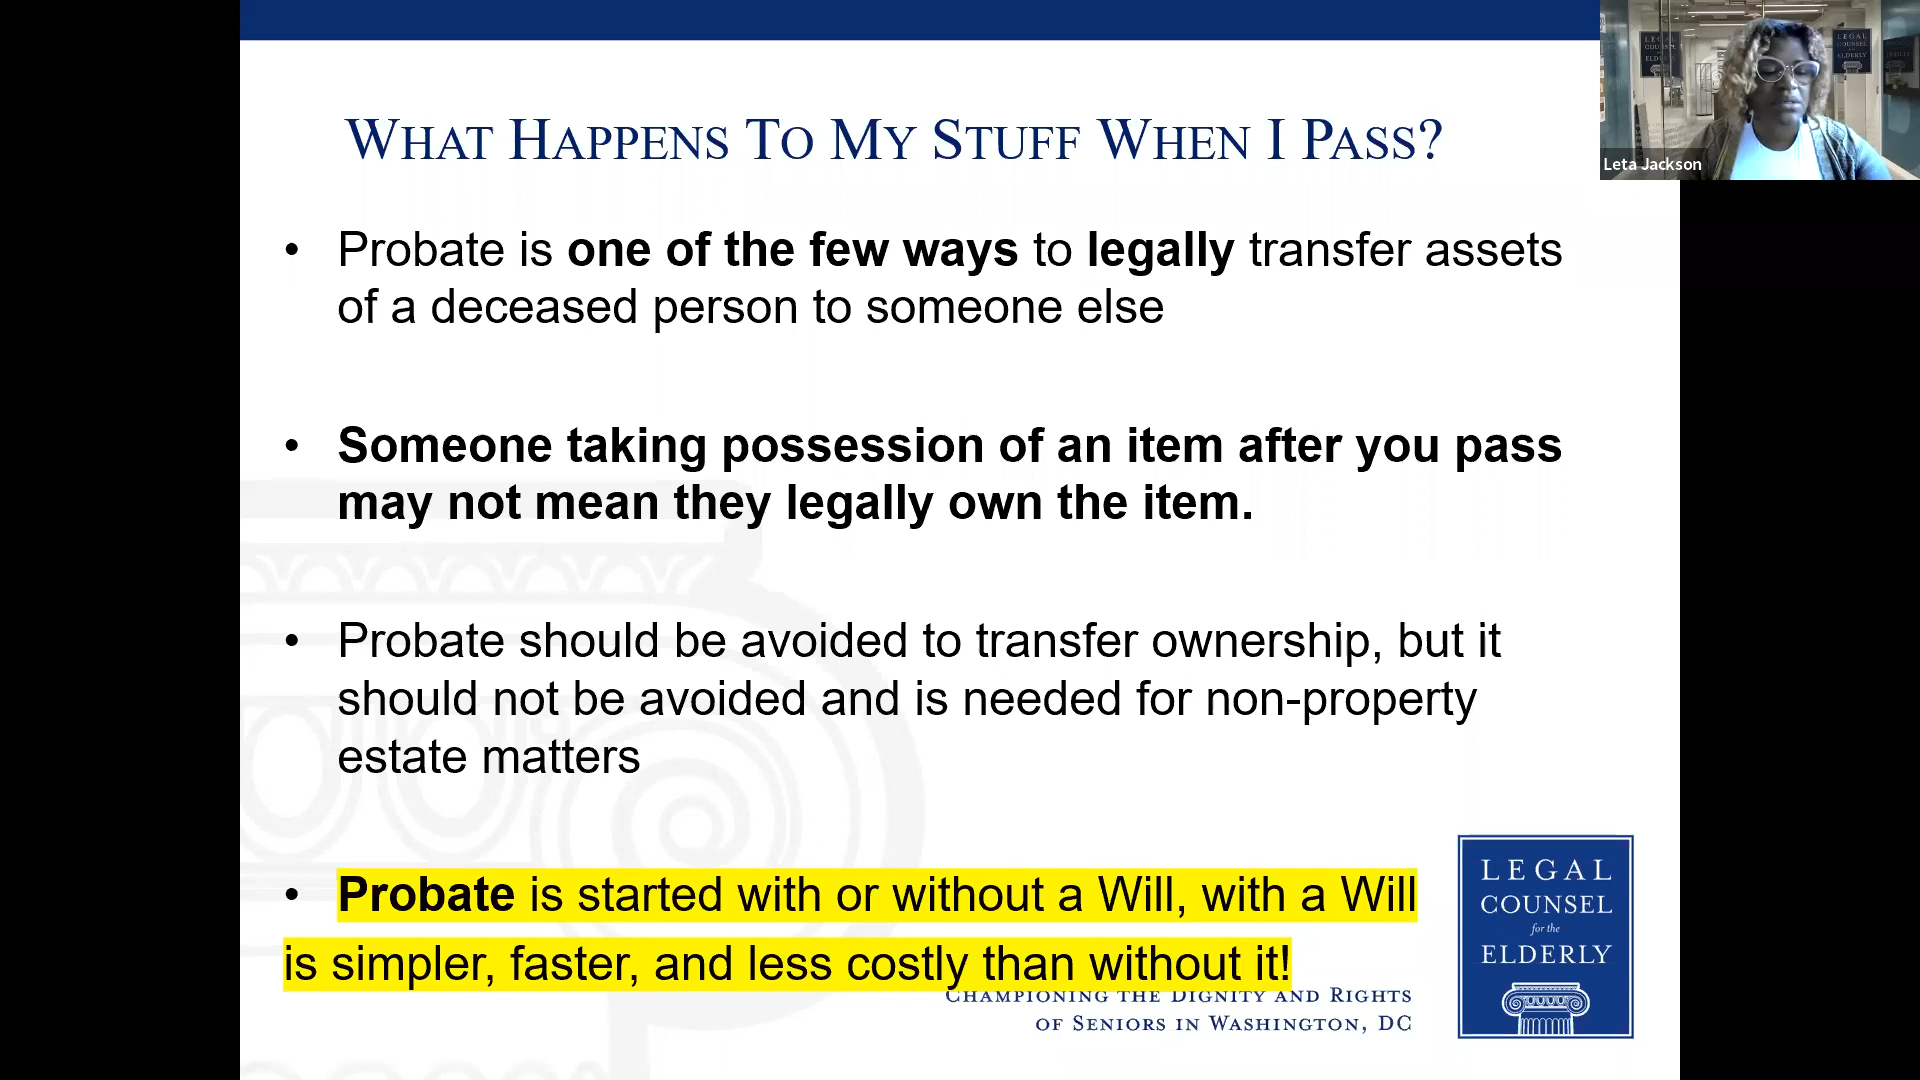 WHAT HAPPENS TO MY STUFF WHEN I PASS?
• Probate is one of the few ways to legally transfer assets
of a deceased person to someone else
• Someone taking possession of an item after you pass
may not mean they legally own the item.
• Probate should be avoided to transfer ownership, but it
should not be avoided and is needed for non-property
estate matters
• Probate is started with or without a Will, with a Will
is simpler, faster, and less costly than without it!
CHAMPIONING THE DIGNITY AND RIGHTS
OF SENIORS IN WASHINGTON, DC
LEGAL
COUNSEL
for the
ELDERLY
Leta Jackson
LEGAL
ELDERLY
LEGAL
COUNSEL
ELDERLY